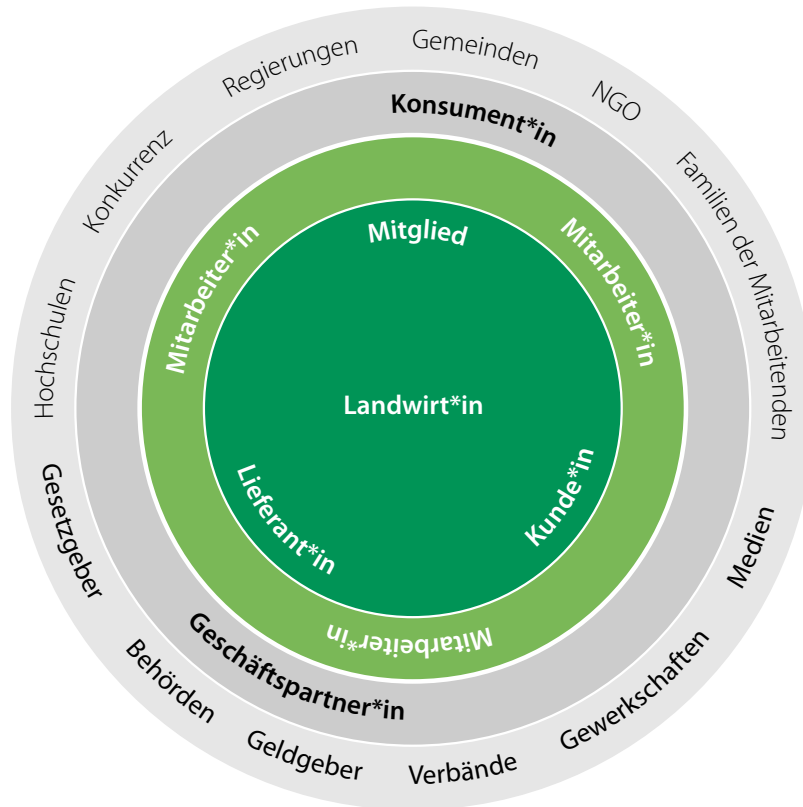 Gemeinden
Regierungen
NGO
Konsument*in
Konkurrenz
Familien der Mitarbeitenden
Mitarbeiter*in
Mitglied
Mitarbeiter*in
Hochschulen
Landwirt*in
Lieferant*in
Kunde*in
Gesetzgeber
Medien
Mitarbeiter*in
Geschäftspartner*in
Behörden
Gewerkschaften
Geldgeber
Verbände